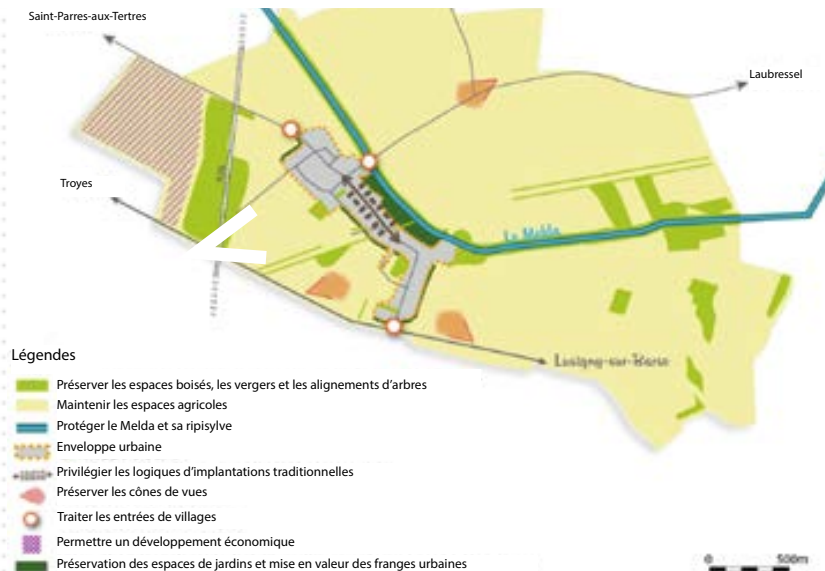 Saint-Parres-aux-Tertres
Laubressel
Troyes
Le Melda
Lusigny-sur-Barse
Légendes
Préserver les espaces boisés, les vergers et les alignements d'arbres
Maintenir les espaces agricoles
Protéger le Melda et sa ripisylve
Enveloppe urbaine
Privilégier les logiques d'implantations traditionnelles
Préserver les cônes de vues
Traiter les entrées de villages
Permettre un développement économique
Préservation des espaces de jardins et mise en valeur des franges urbaines
0 500m